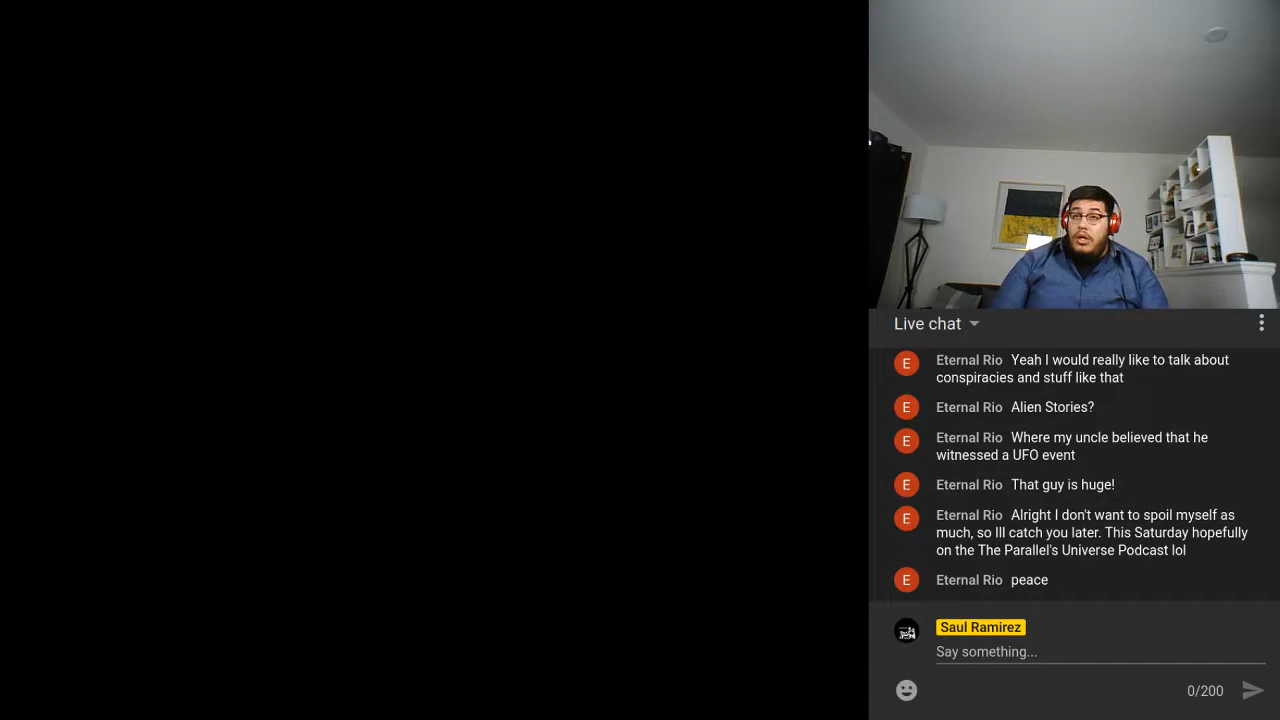 Live chat
E
Eternal Rio Yeah I would really like to talk about
conspiracies and stuff like that
E
Eternal Rio Alien Stories?
E
Eternal Rio Where my uncle believed that he
witnessed a UFO event
E
Eternal Rio That guy is huge!
E
Eternal Rio Alright I don't want to spoil myself as
much, so Ill catch you later. This Saturday hopefully
on the The Parallel's Universe Podcast lol
E
Eternal Rio peace
Saul Ramirez
Say something...
0/200